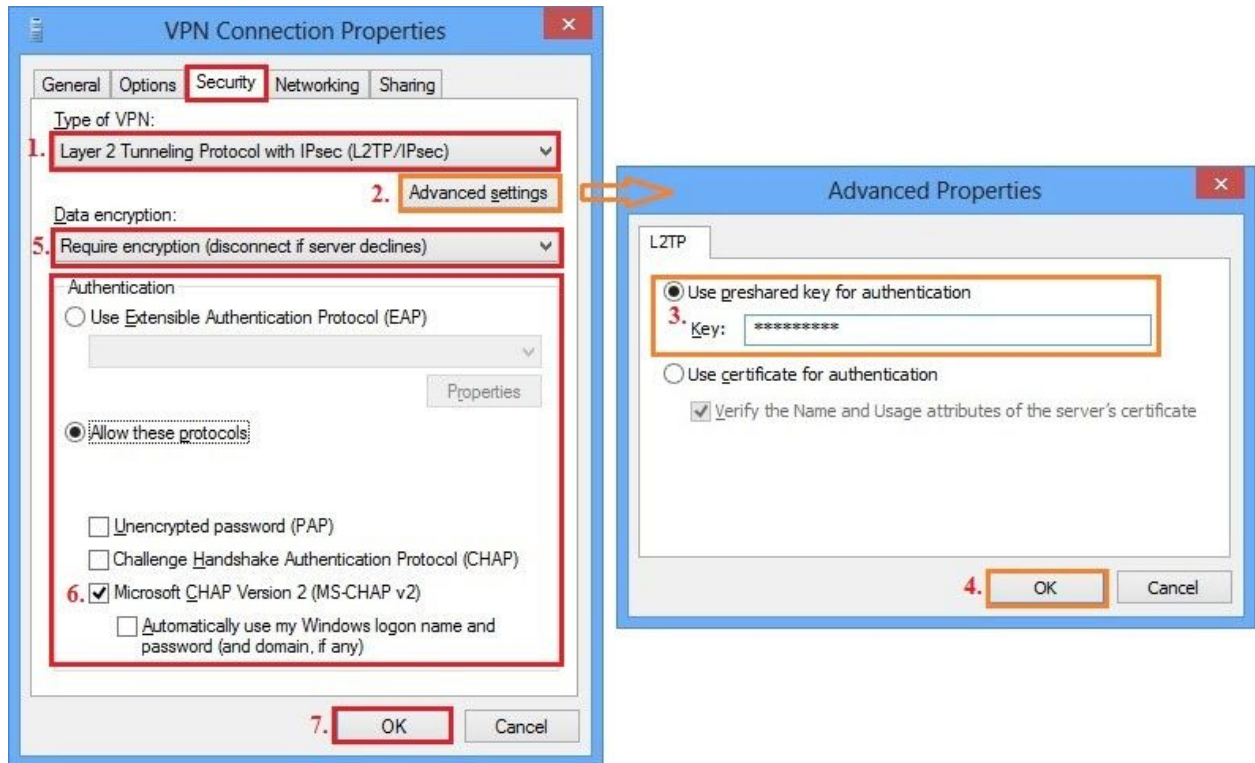 VPN Connection Properties
General Options Security Networking Sharing
Type of VPN:
1. Layer 2 Tunneling Protocol with IPsec (L2TP/IPsec)
2. Advanced settings
Data encryption:
5. Require encryption (disconnect if server declines)
Authentication
Use Extensible Authentication Protocol (EAP)
Properties
Allow these protocols
Unencrypted password (PAP)
Challenge Handshake Authentication Protocol (CHAP)
6. Microsoft CHAP Version 2 (MS-CHAP v2)
Automatically use my Windows logon name and
password (and domain, if any)
7. OK Cancel
Advanced Properties
L2TP
Use preshared key for authentication
3. Key: *********
Use certificate for authentication
Verify the Name and Usage attributes of the server's certificate
4. OK Cancel